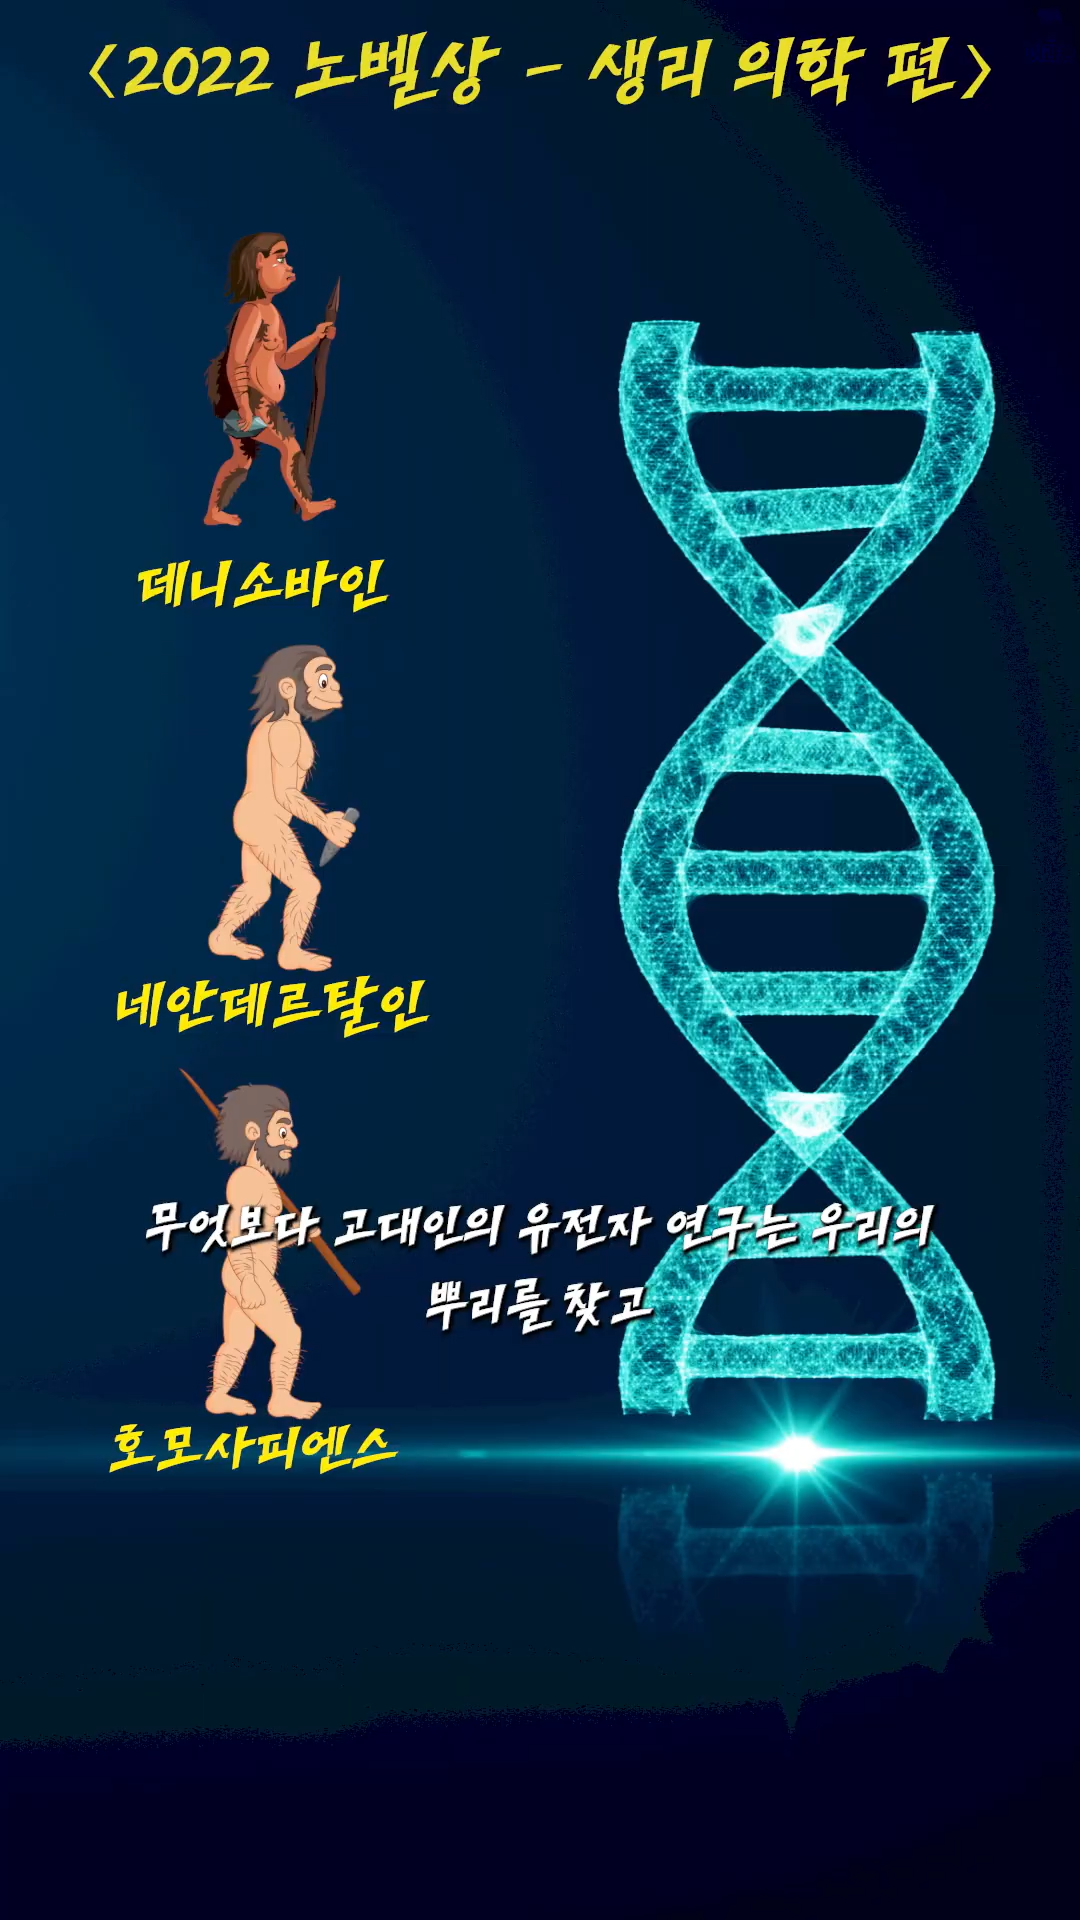 <2022 노벨상 - 생리 의학 편>
데니소바인
네안데르탈인
무엇보다 고대인의 유전자 연구는 우리의
뿌리를 찾고
호모사피엔스